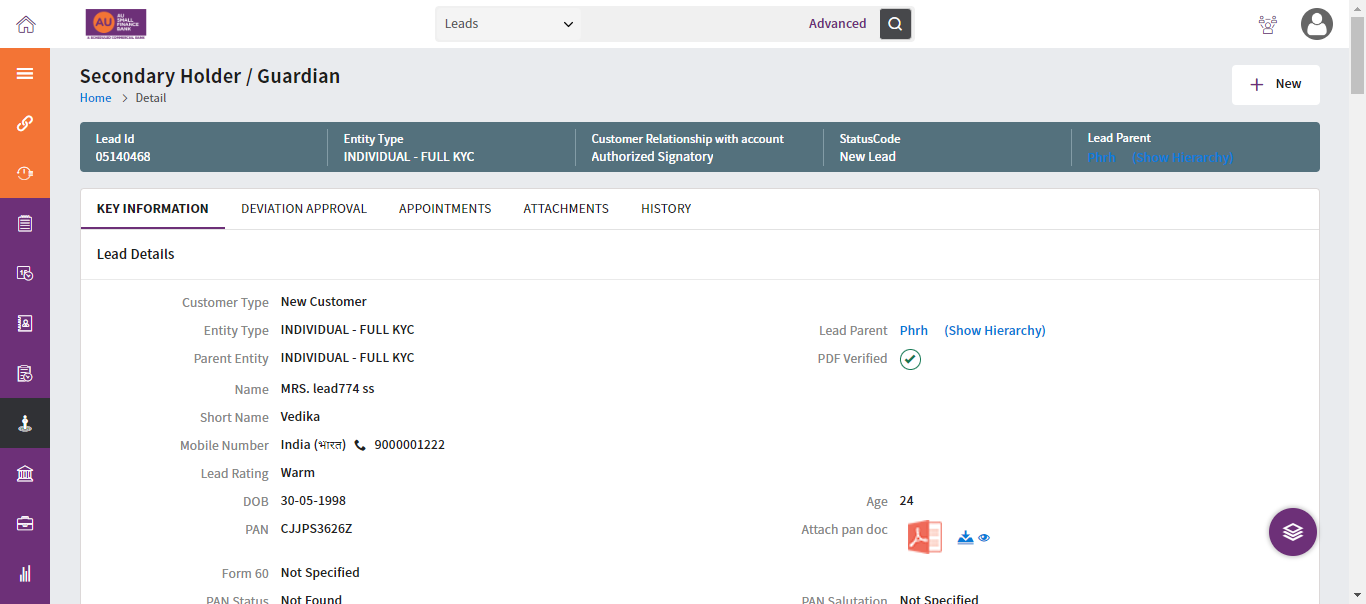 AU
AU
SMALL
FINANCE
BANK
A SCHEDULED COMMERCIAL BANK
Leads
Advanced
Secondary Holder / Guardian
Home > Detail
New
Lead Id
05140468
Entity Type
INDIVIDUAL - FULL KYC
Customer Relationship with account
Authorized Signatory
StatusCode
New Lead
Lead Parent
Phrh (Show Hierarchy)
KEY INFORMATION DEVIATION APPROVAL APPOINTMENTS ATTACHMENTS HISTORY
Lead Details
Customer Type New Customer
Entity Type INDIVIDUAL - FULL KYC Lead Parent Phrh (Show Hierarchy)
Parent Entity INDIVIDUAL - FULL KYC PDF Verified
Name MRS. lead774 ss
Short Name Vedika
Mobile Number India (भारत) 9000001222
Lead Rating Warm
DOB 30-05-1998 Age 24
PAN CJJPS3626Z Attach pan doc
Form 60 Not Specified
PAN Status Not Found PAN Salutation Not Specified